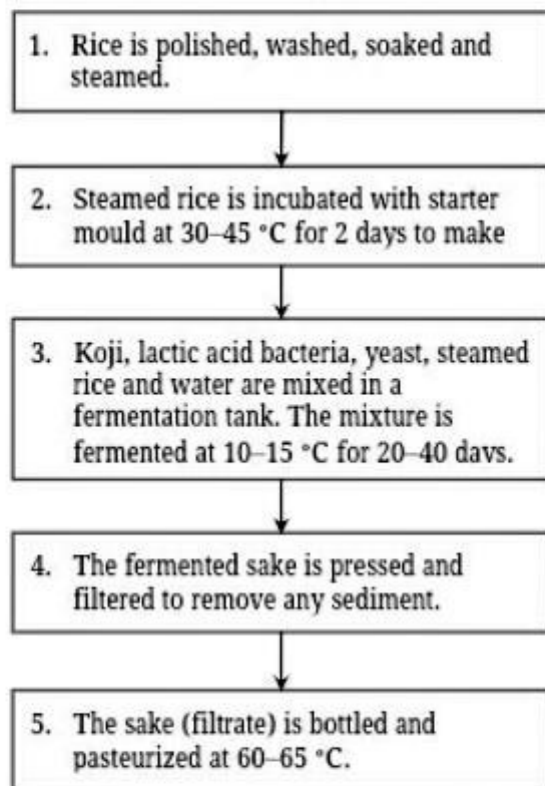 1. Rice is polished, washed, soaked and
steamed.
2. Steamed rice is incubated with starter
mould at 30–45 °C for 2 days to make
3. Koji, lactic acid bacteria, yeast, steamed
rice and water are mixed in a
fermentation tank. The mixture is
fermented at 10–15 °C for 20–40 days.
4. The fermented sake is pressed and
filtered to remove any sediment.
5. The sake (filtrate) is bottled and
pasteurized at 60–65 °C.